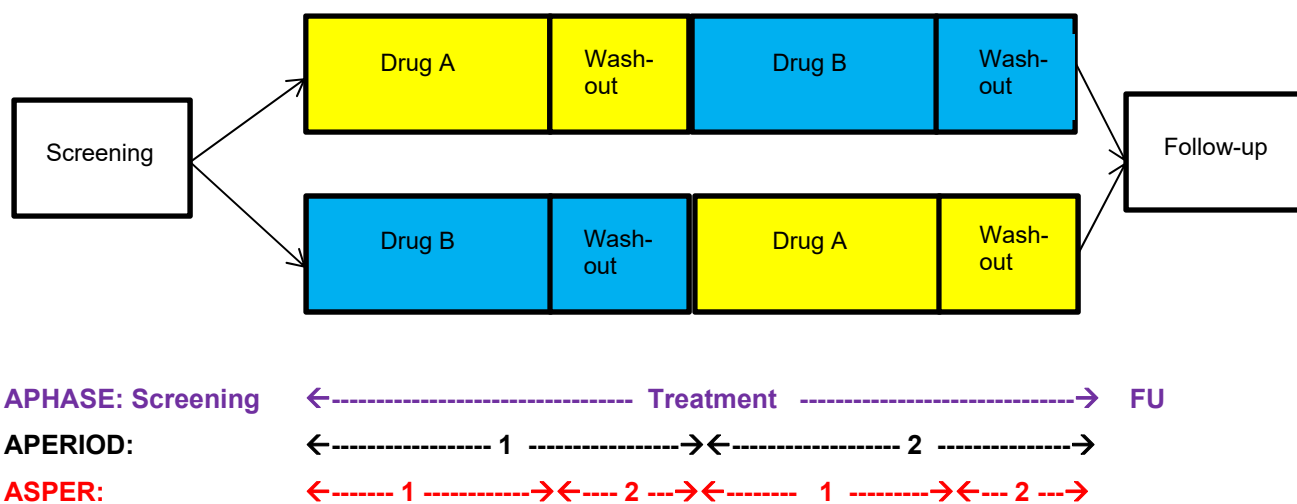 Drug A
Wash-
out
Drug B
Wash-
out
Screening
Follow-up
Drug B
Wash-
out
Drug A
Wash-
out
APHASE: Screening ←--------------------------------- Treatment ------------------------------→ FU
APERIOD: ←----------------- 1 ----------------→←------------------ 2 ---------------→
ASPER: ←------- 1 ------------→←---- 2 ---→←-------- 1 ---------→←--- 2 ---→